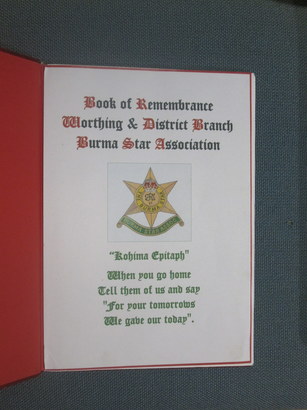 Book of Remembrance
Worthing & District Branch
Burma Star Association
"Kohima Epitaph"
When you go home
Tell them of us and say
"For your tomorrows
We gave our today".